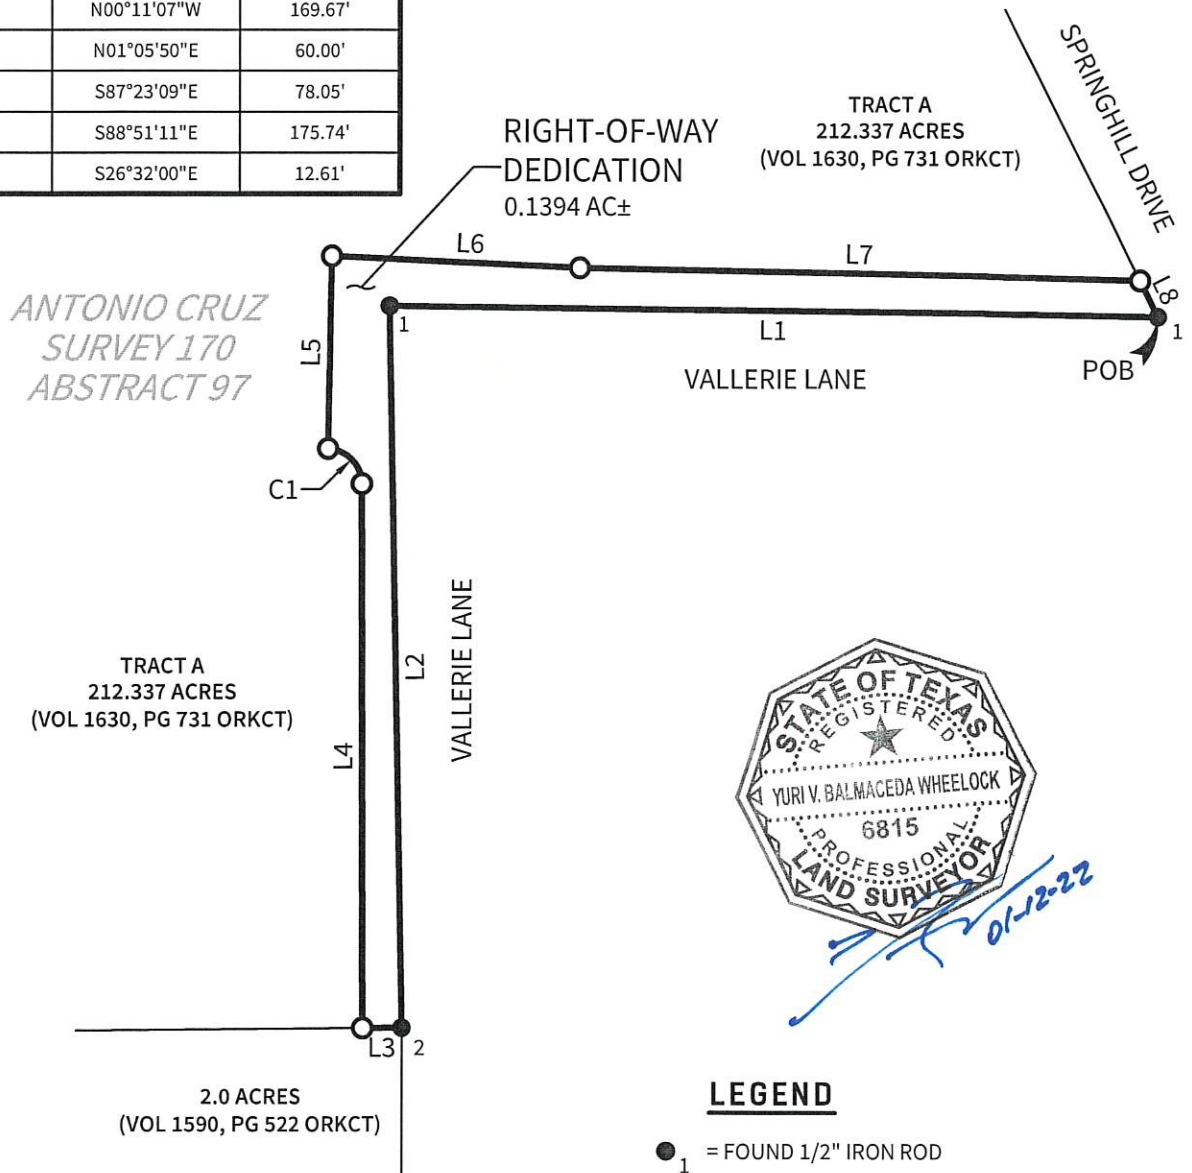 N00°11'07"W 169.67'
N01°05'50"E 60.00'
S87°23'09"E 78.05'
S88°51'11"E 175.74'
S26°32'00"E 12.61'
SPRINGHILL DRIVE
TRACT A
212.337 ACRES
(VOL 1630, PG 731 ORKCT)
RIGHT-OF-WAY
DEDICATION
0.1394 AC±
L6
L7
L8
ANTONIO CRUZ
SURVEY 170
ABSTRACT 97
L5
1
L1
1
VALLERIE LANE
POB
C1
VALLERIE LANE
L2
TRACT A
212.337 ACRES
(VOL 1630, PG 731 ORKCT)
L4
STATE OF TEXAS
REGISTERED
YURI V. BALMACEDA WHEELOCK
6815
PROFESSIONAL
LAND SURVEYOR
01-12-22
L3
2
2.0 ACRES
(VOL 1590, PG 522 ORKCT)
LEGEND
1 = FOUND 1/2" IRON ROD